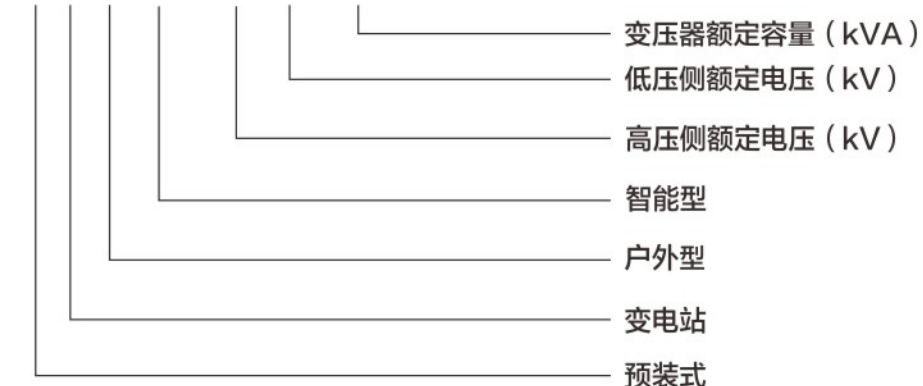 变压器额定容量（kVA）
低压侧额定电压（kV）
高压侧额定电压（kV）
智能型
户外型
变电站
预装式